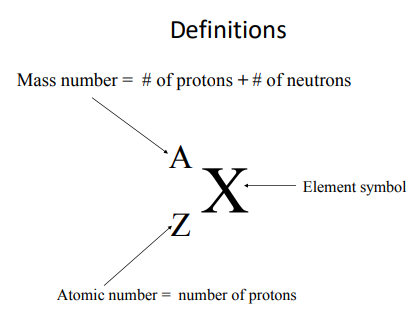 Definitions
Mass number = # of protons + # of neutrons
A
X
Element symbol
Z
Atomic number = number of protons